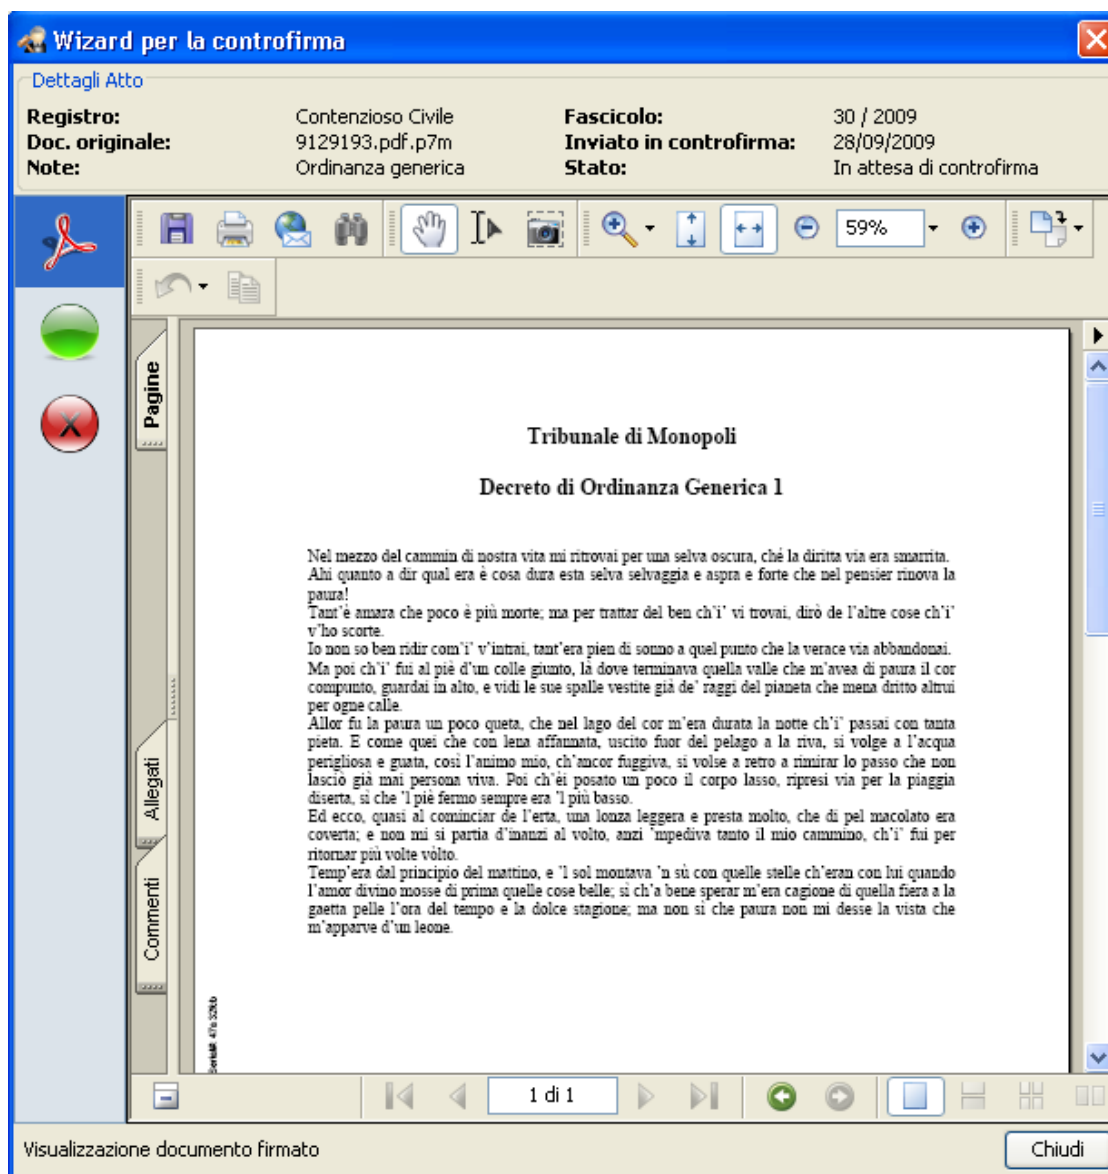 Wizard per la controfirma
Dettagli Atto
Registro: Contenzioso Civile Fascicolo: 30 / 2009
Doc. originale: 9129193.pdf.p7m Inviato in controfirma: 28/09/2009
Note: Ordinanza generica Stato: In attesa di controfirma
59%
Pagine
Allegati
Commenti
Tribunale di Monopoli
Decreto di Ordinanza Generica 1
Nel mezzo del cammin di nostra vita mi ritrovai per una selva oscura, ché la diritta via era smarrita.
Ahi quanto a dir qual era è cosa dura esta selva selvaggia e aspra e forte che nel pensier rinova la
paura!
Tant'è amara che poco è più morte; ma per trattar del ben ch'i' vi trovai, dirò de l'altre cose ch'i'
v'ho scorte.
Io non so ben ridir com'i' v'intrai, tant'era pien di sonno a quel punto che la verace via abbandonai.
Ma poi ch'i' fui al piè d'un colle giunto, là dove terminava quella valle che m'avea di paura il cor
compunto, guardai in alto, e vidi le sue spalle vestite già de' raggi del pianeta che mena dritto altrui
per ogne calle.
Allor fu la paura un poco queta, che nel lago del cor m'era durata la notte ch'i' passai con tanta
pieta. E come quei che con lena affannata, uscito fuor del pelago a la riva, si volge a l'acqua
perigliosa e guata, così l'animo mio, ch'ancor fuggiva, si volse a retro a rimirar lo passo che non
lasciò già mai persona viva. Poi ch'èi posato un poco il corpo lasso, ripresi via per la piaggia
diserta, sì che 'l piè fermo sempre era 'l più basso.
Ed ecco, quasi al cominciar de l'erta, una lonza leggera e presta molto, che di pel macolato era
coverta; e non mi si partia d'inanzi al volto, anzi 'mpediva tanto il mio cammino, ch'i' fui per
ritornar più volte vòlto.
Temp'era dal principio del mattino, e 'l sol montava 'n sù con quelle stelle ch'eran con lui quando
l'amor divino mosse di prima quelle cose belle; sì ch'a bene sperar m'era cagione di quella fiera a la
gaetta pelle l'ora del tempo e la dolce stagione; ma non sì che paura non mi desse la vista che
m'apparve d'un leone.
1 di 1
Visualizzazione documento firmato
Chiudi